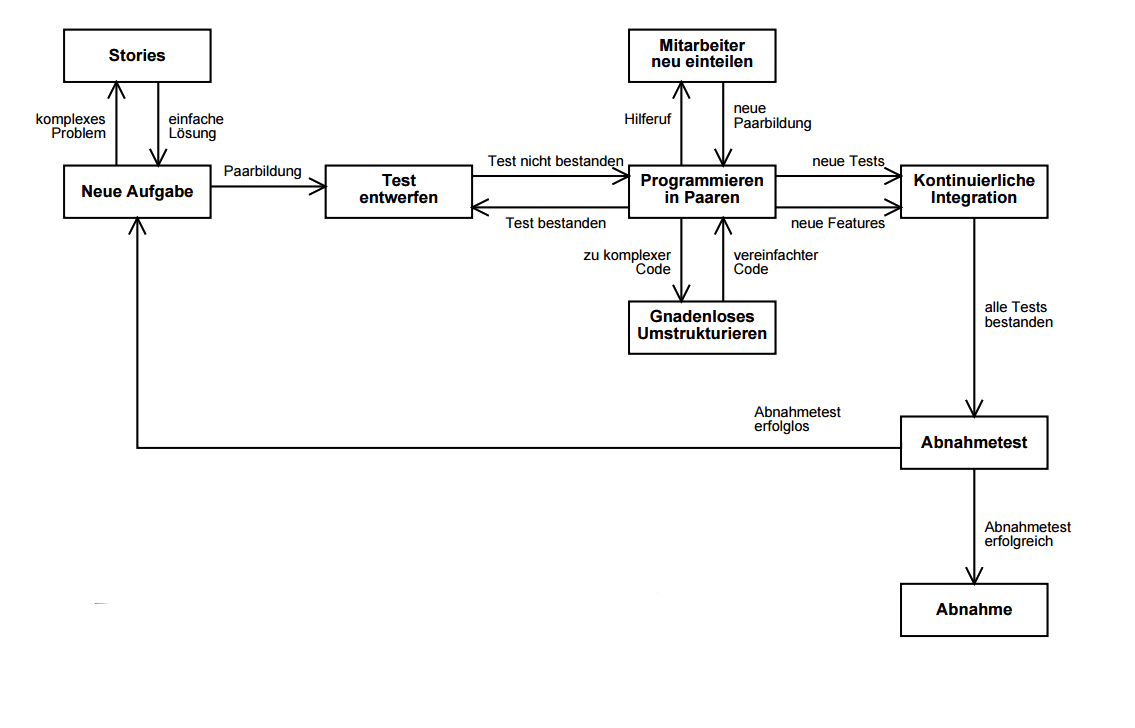 Stories
Mitarbeiter
neu einteilen
komplexes
Problem
einfache
Lösung
Hilferuf
neue
Paarbildung
Neue Aufgabe
Paarbildung
Test
entwerfen
Test nicht bestanden
Test bestanden
Programmieren
in Paaren
neue Tests
neue Features
Kontinuierliche
Integration
zu komplexer
Code
vereinfachter
Code
Gnadenloses
Umstrukturieren
alle Tests
bestanden
Abnahmetest
erfolglos
Abnahmetest
Abnahmetest
erfolgreich
Abnahme